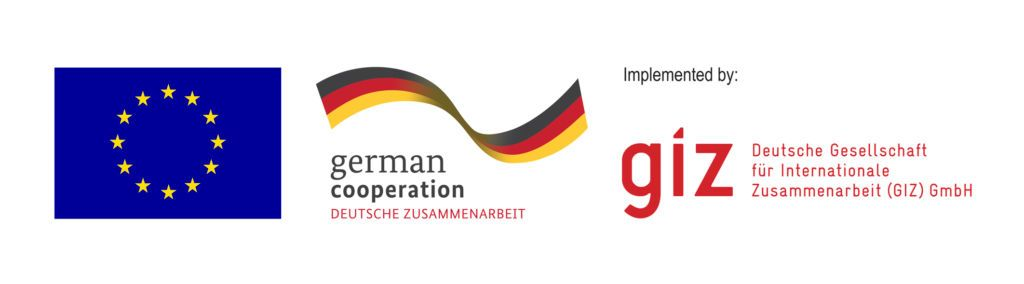 Implemented by:
german
cooperation
DEUTSCHE ZUSAMMENARBEIT
giz
Deutsche Gesellschaft
für Internationale
Zusammenarbeit (GIZ) GmbH